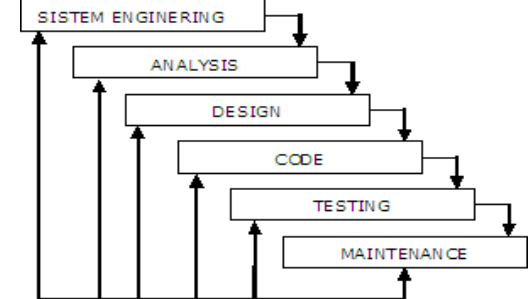 SISTEM ENGINERING
ANALYSIS
DESIGN
CODE
TESTING
MAINTENANCE